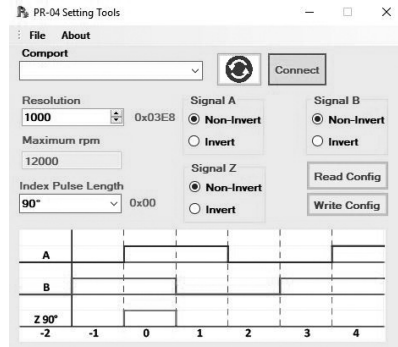 PR-04 Setting Tools
File About
Comport
Connect
Resolution Signal A Signal B
1000 0x03E8 Non-Invert Non-Invert
Maximum rpm Invert Invert
12000
Signal Z
Index Pulse Length Non-Invert Read Config
90° 0x00 Invert Write Config
A
B
Z 90°
-2 -1 0 1 2 3 4